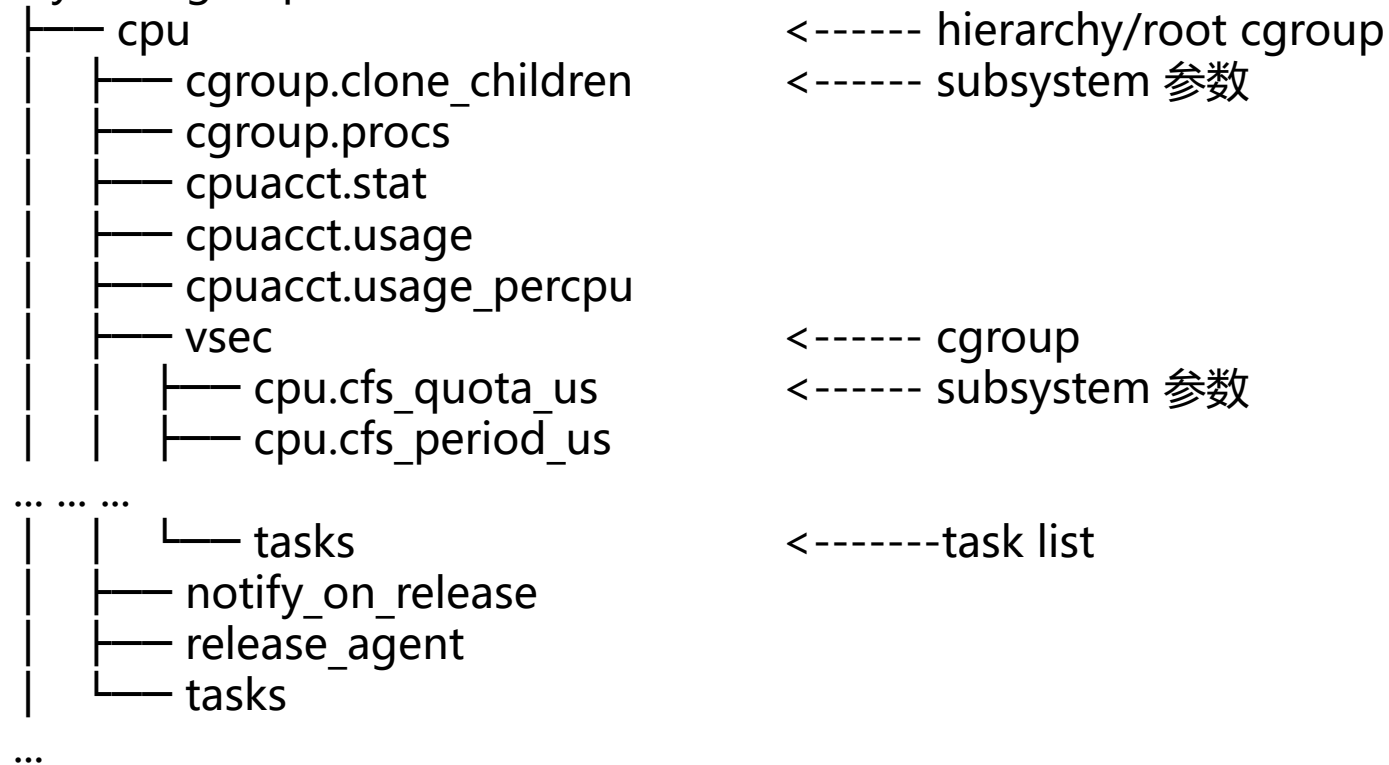 ├── cpu <------ hierarchy/root cgroup
│ ├── cgroup.clone_children <------ subsystem 参数
│ ├── cgroup.procs
│ ├── cpuacct.stat
│ ├── cpuacct.usage
│ ├── cpuacct.usage_percpu
│ ├── vsec <------ cgroup
│ │ ├── cpu.cfs_quota_us <------ subsystem 参数
│ │ ├── cpu.cfs_period_us
... ... ...
│ │ └── tasks <-------task list
│ ├── notify_on_release
│ ├── release_agent
│ └── tasks
...